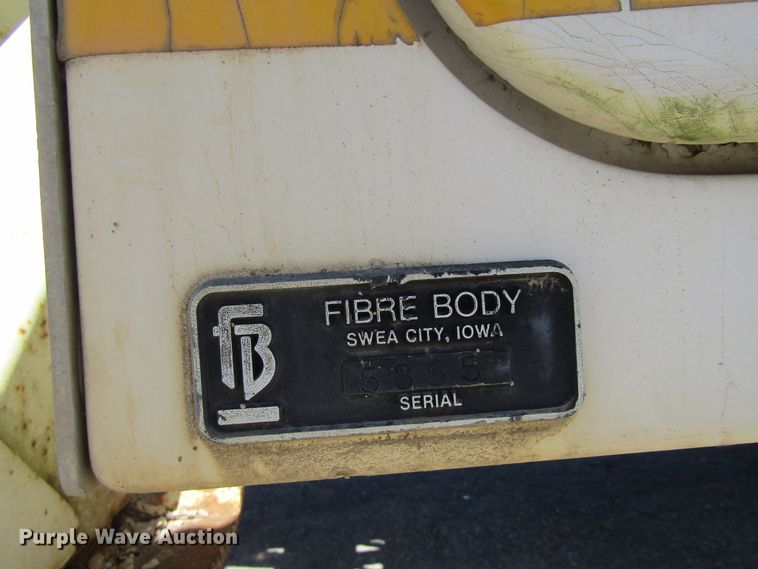 FIBRE BODY
SWEA CITY, IOWA
5835
SERIAL
fB
Purple Wave Auction